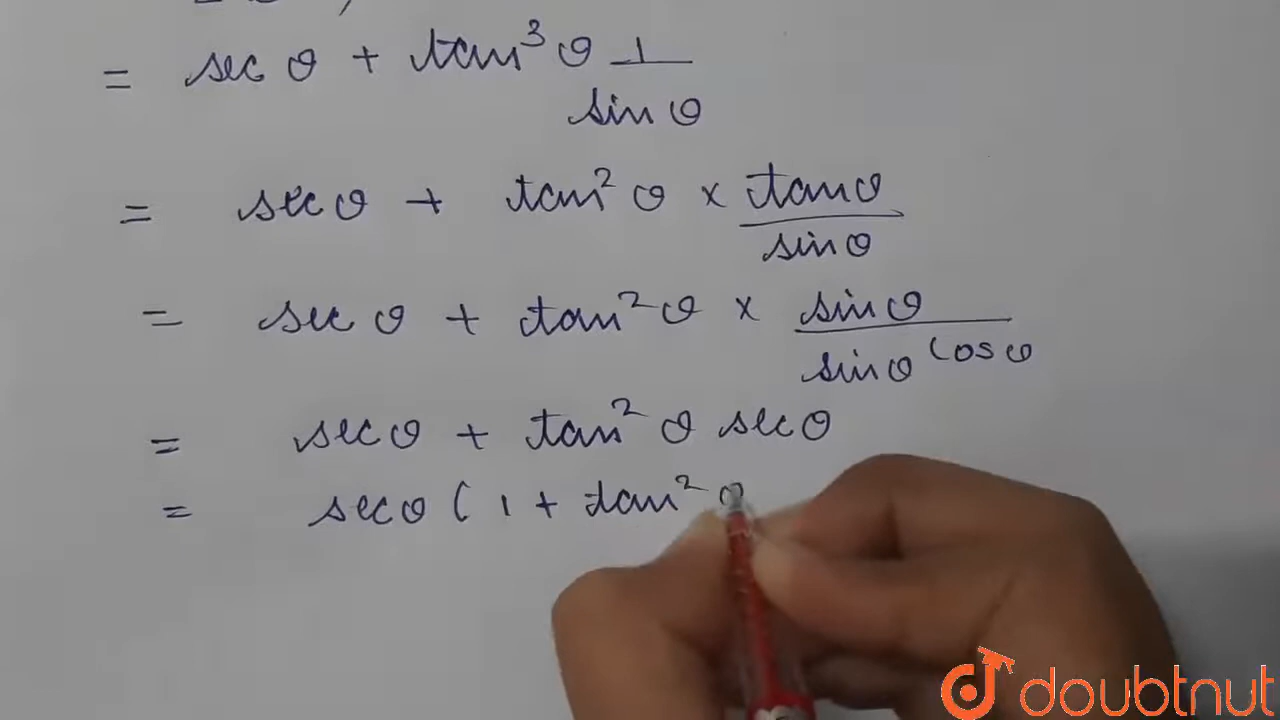 = sec θ + tan³ θ 1/sin θ
= sec θ + tan² θ × tan θ/sin θ
= sec θ + tan² θ × sin θ/sin θ cos θ
= sec θ + tan² θ sec θ
= sec θ ( 1 + tan² θ
doubtnut